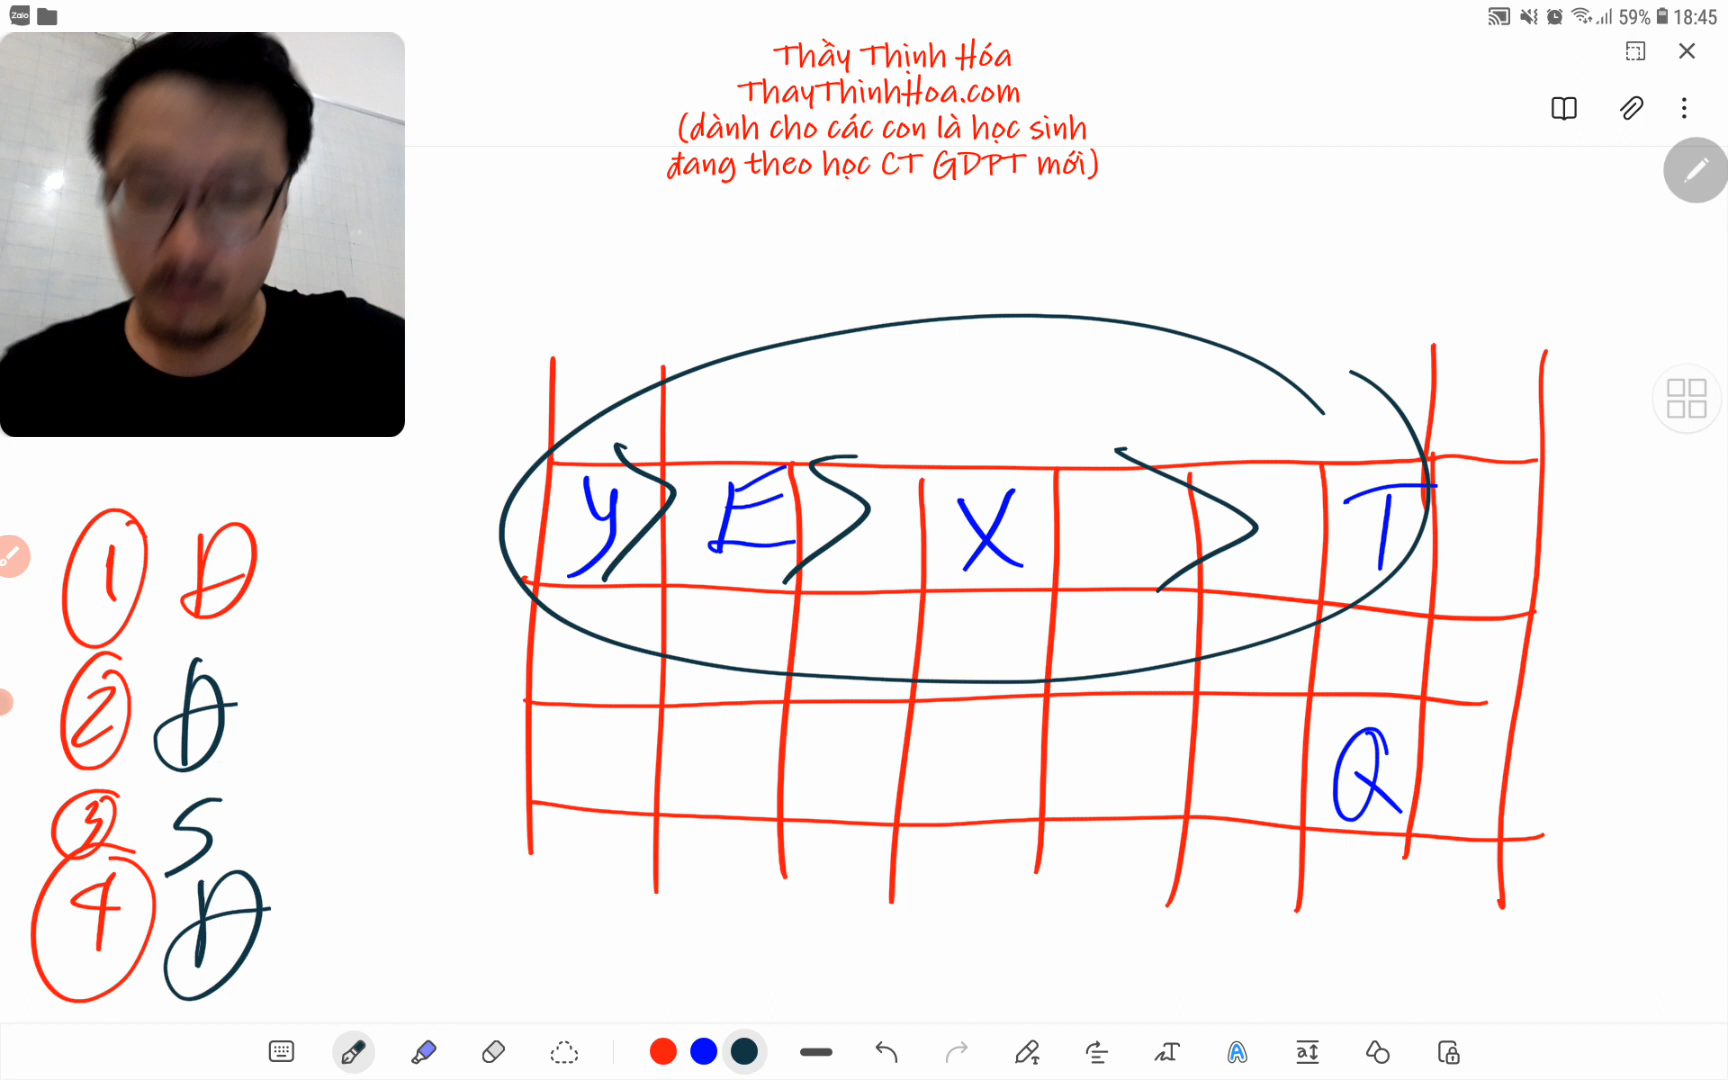 Zalo
59% 18:45
Thầy Thịnh Hóa
ThayThinhHoa.com
(dành cho các con là học sinh
đang theo học CT GDPT mới)
Y > E > X > T
Q
1 Đ
2 Đ
3 S
4 Đ